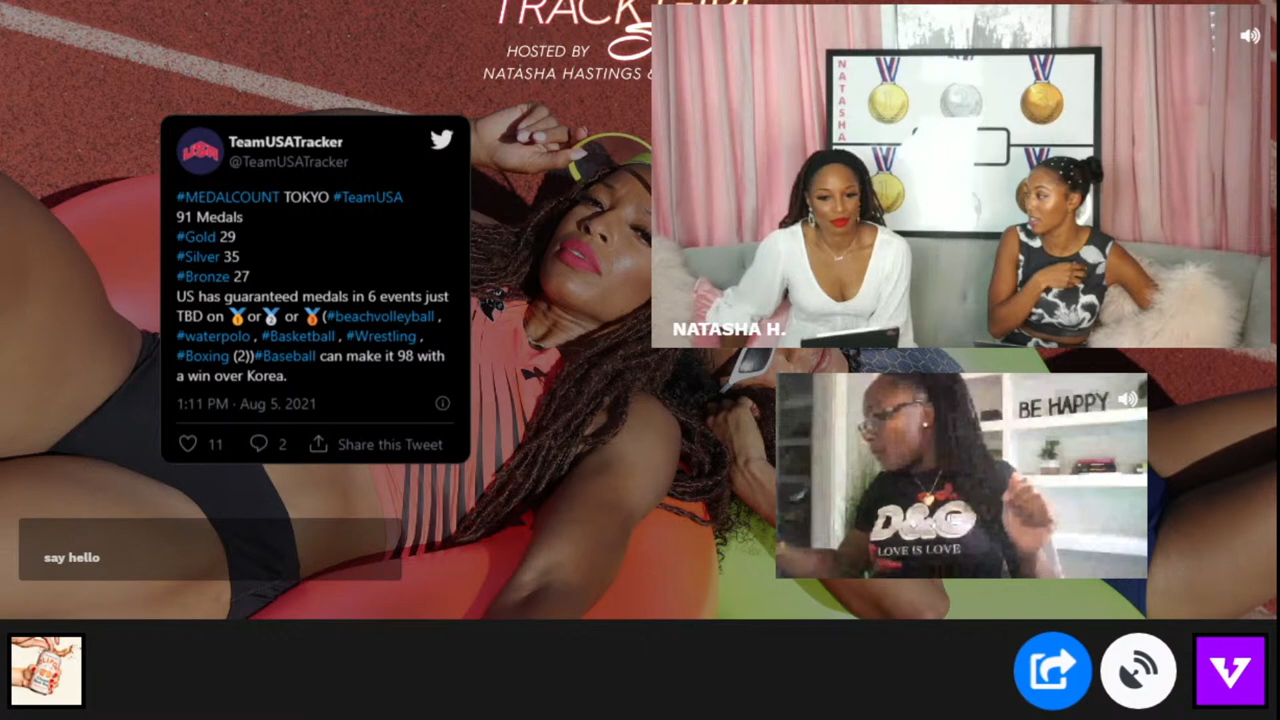 TRACK GIRL
HOSTED BY
NATASHA HASTINGS &
TeamUSATracker
@TeamUSATracker
#MEDALCOUNT TOKYO #TeamUSA
91 Medals
#Gold 29
#Silver 35
#Bronze 27
US has guaranteed medals in 6 events just
TBD on 🥇or🥈 or 🥉(#beachvolleyball ,
#waterpolo , #Basketball , #Wrestling ,
#Boxing (2))#Baseball can make it 98 with
a win over Korea.
1:11 PM · Aug 5, 2021
11
2
Share this Tweet
say hello
NATASHA
NATASHA H.
BE HAPPY
D&G
LOVE IS LOVE